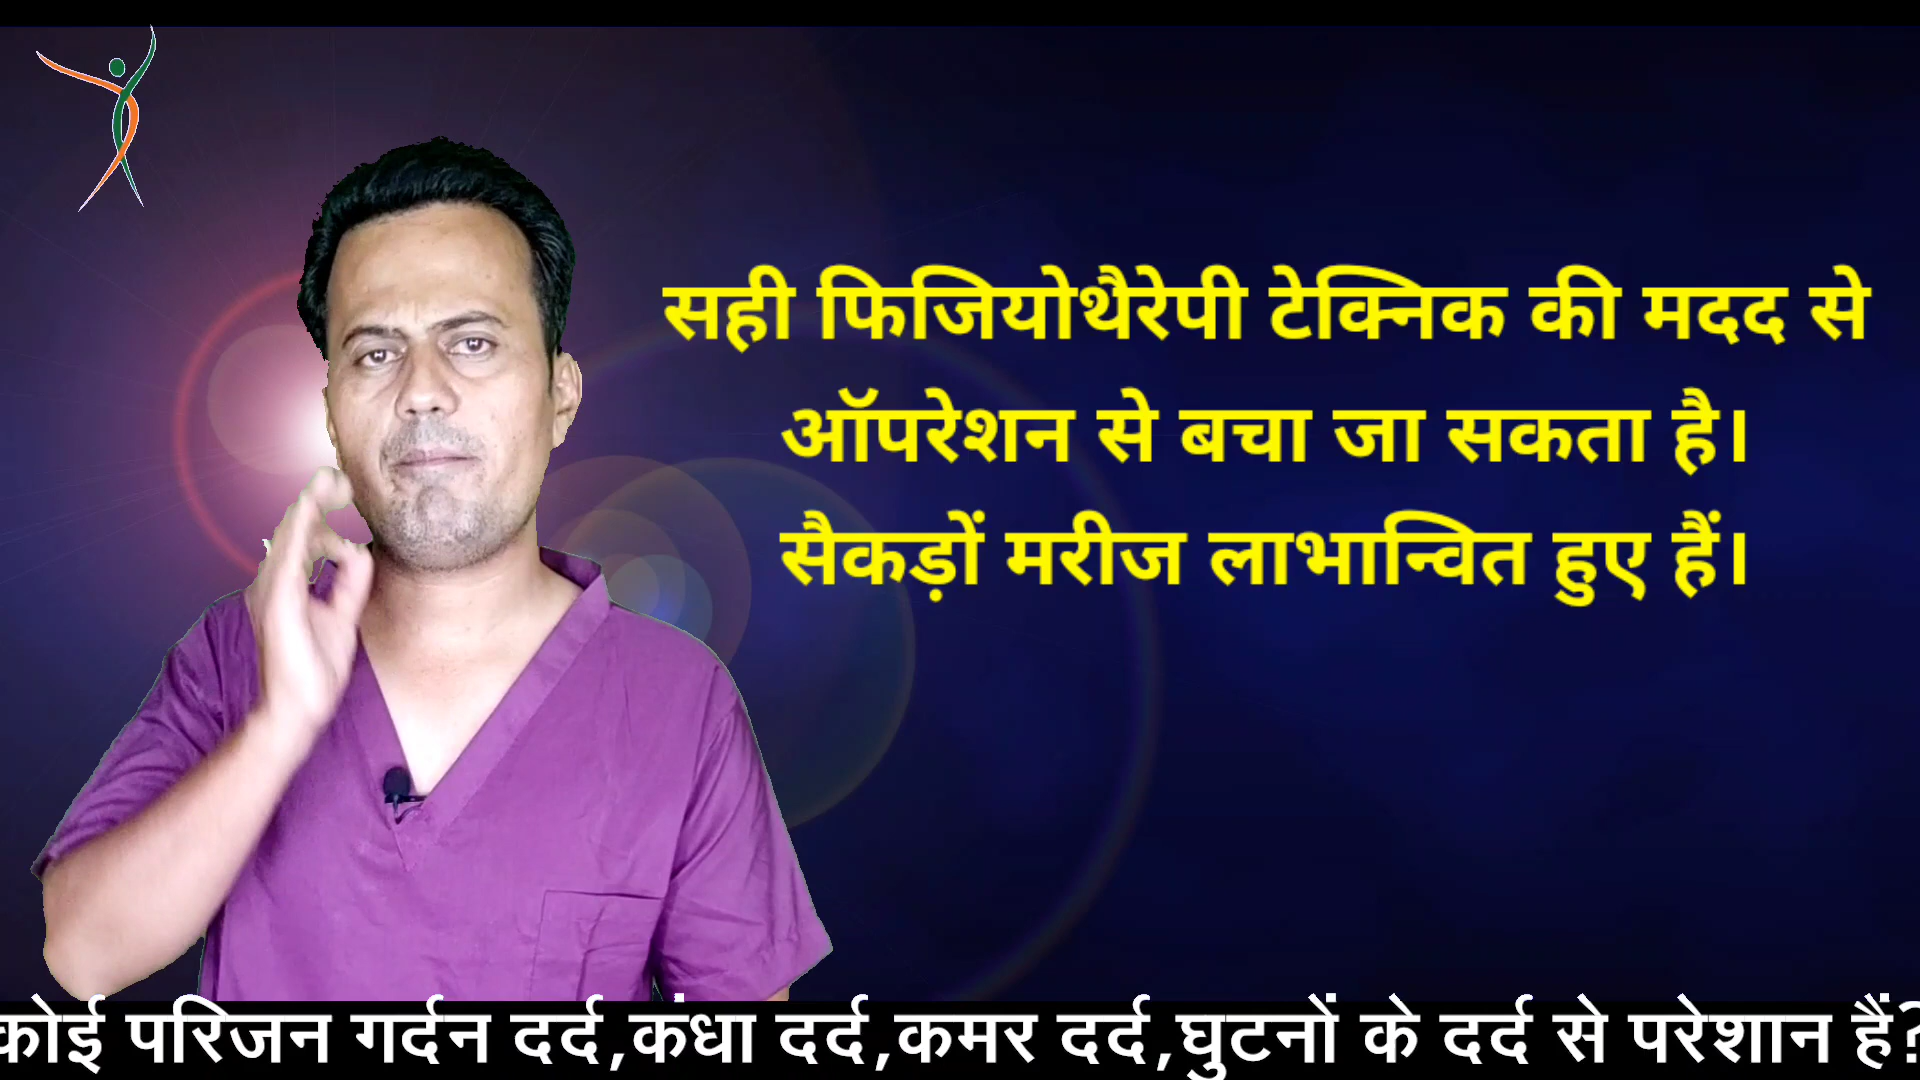 सही फिजियोथैरेपी टेक्निक की मदद से
ऑपरेशन से बचा जा सकता है।
सैकड़ों मरीज लाभान्वित हुए हैं।
कोई परिजन गर्दन दर्द,कंधा दर्द,कमर दर्द,घुटनों के दर्द से परेशान हैं?